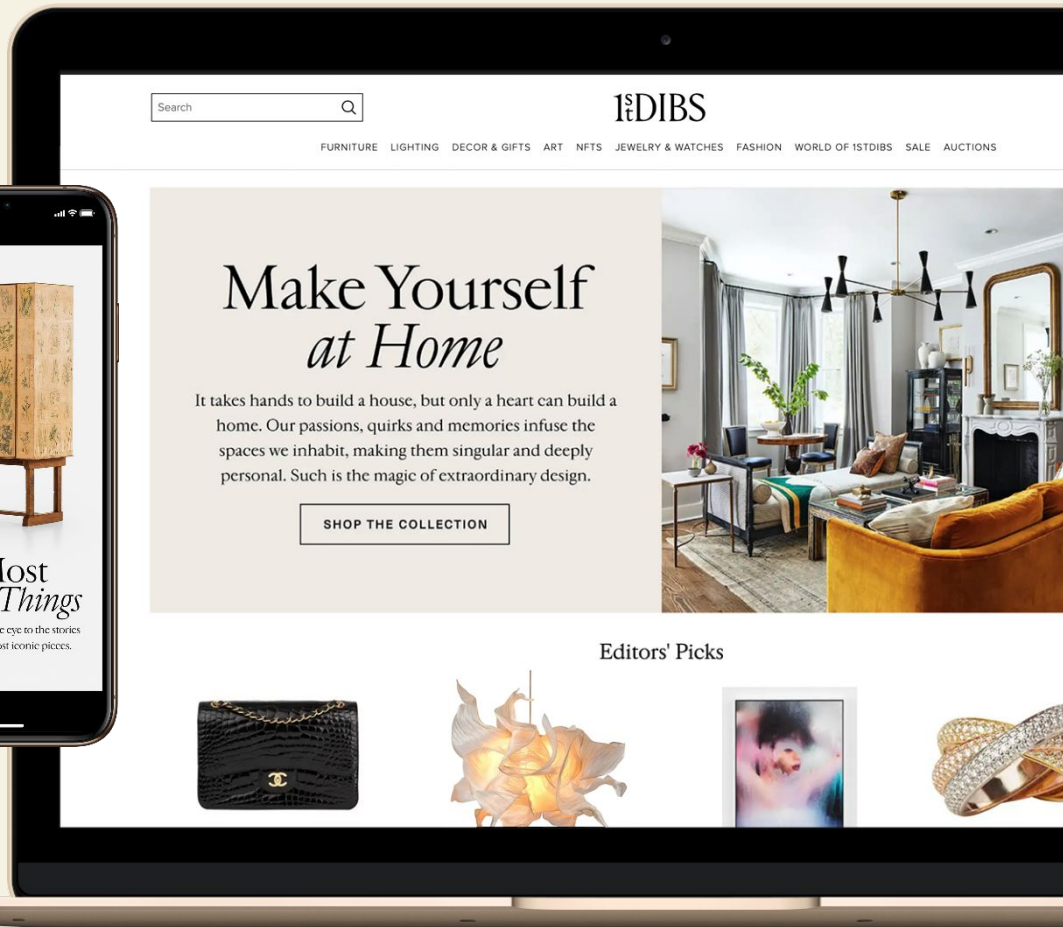 Search
1stDIBS
FURNITURE LIGHTING DECOR & GIFTS ART NFTS JEWELRY & WATCHES FASHION WORLD OF 1STDIBS SALE AUCTIONS
Make Yourself
at Home
It takes hands to build a house, but only a heart can build a
home. Our passions, quirks and memories infuse the
spaces we inhabit, making them singular and deeply
personal. Such is the magic of extraordinary design.
SHOP THE COLLECTION
Editors' Picks
Things
eye to the stories
iconic pieces.